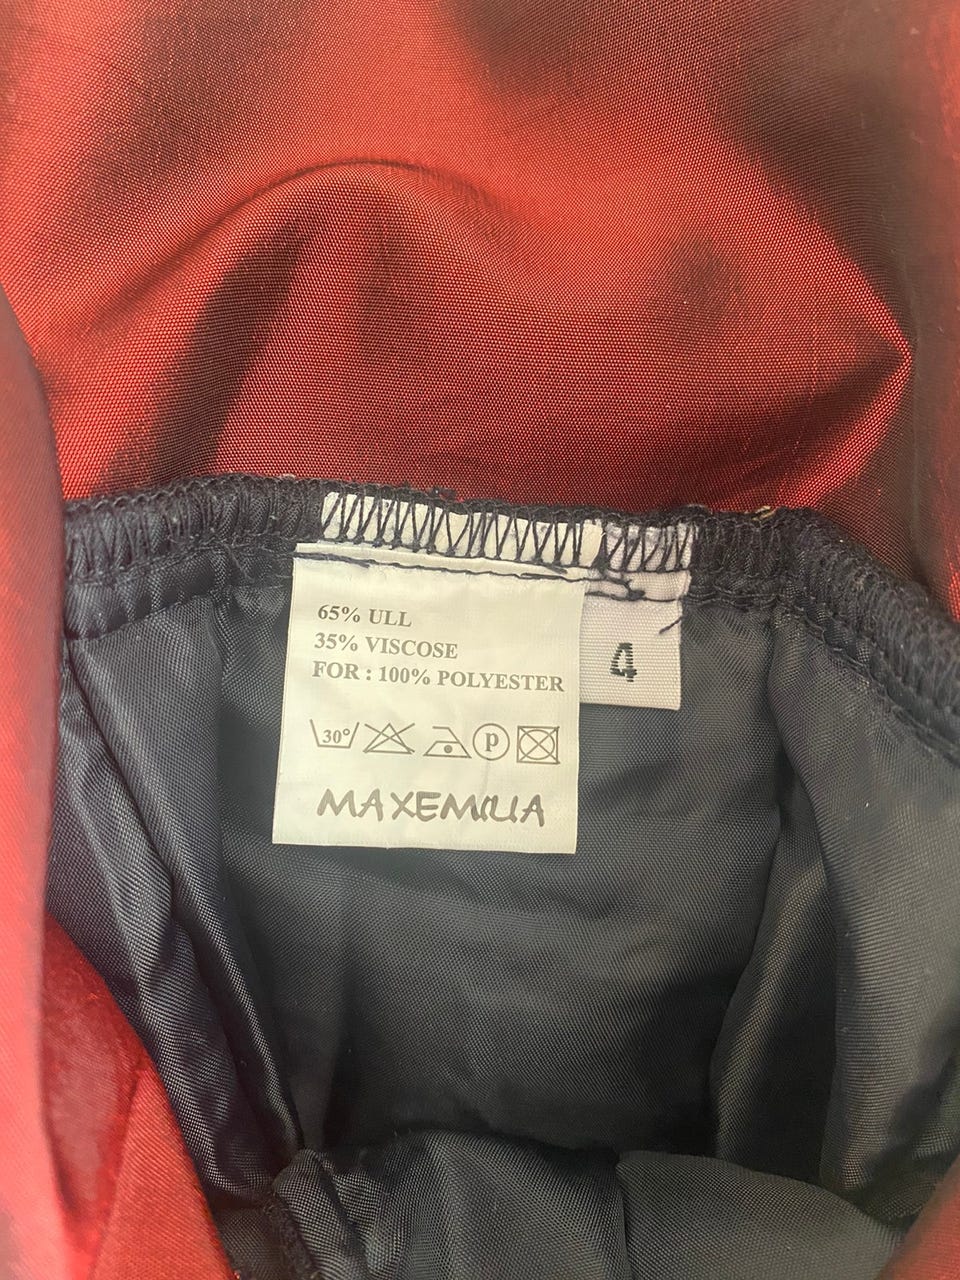 65% ULL
35% VISCOSE
FOR : 100% POLYESTER
30° P
MAXEMILIA
4